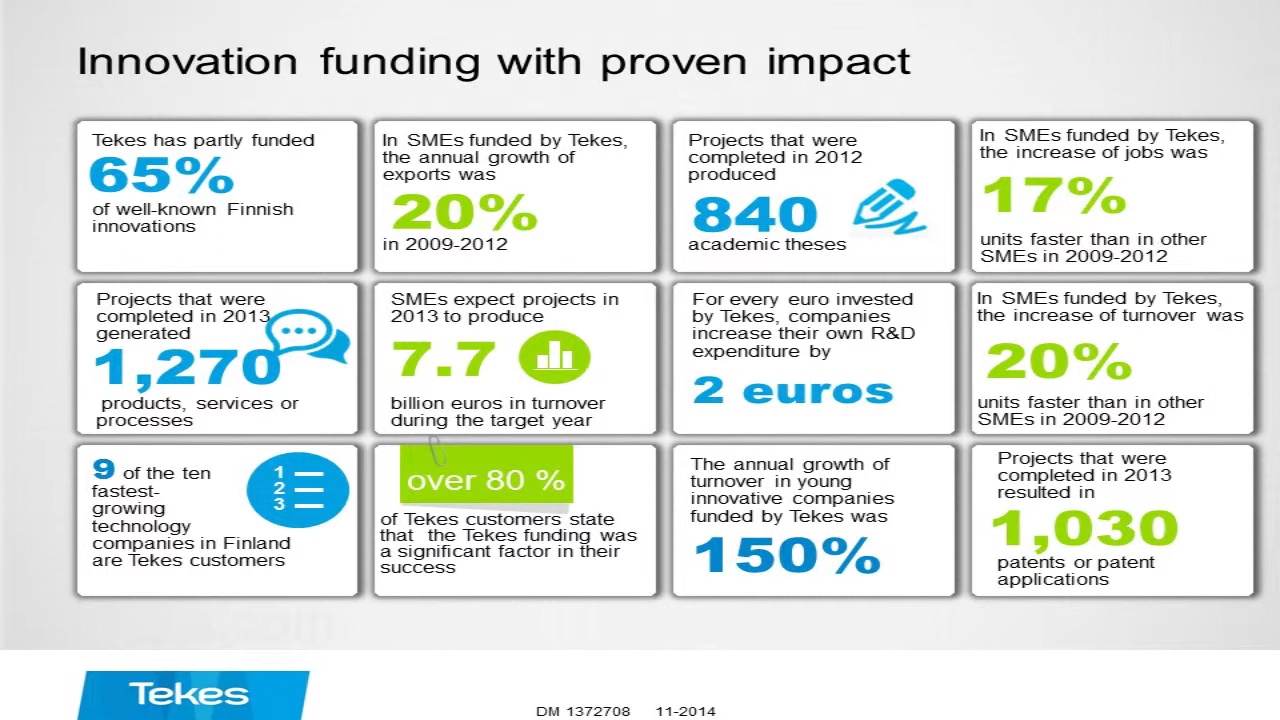 Innovation funding with proven impact
Tekes has partly funded
65%
of well-known Finnish
innovations
In SMEs funded by Tekes,
the annual growth of
exports was
20%
in 2009-2012
Projects that were
completed in 2012
produced
840
academic theses
In SMEs funded by Tekes,
the increase of jobs was
17%
units faster than in other
SMEs in 2009-2012
Projects that were
completed in 2013
generated
1,270
products, services or
processes
SMEs expect projects in
2013 to produce
7.7
billion euros in turnover
during the target year
For every euro invested
by Tekes, companies
increase their own R&D
expenditure by
2 euros
In SMEs funded by Tekes,
the increase of turnover was
20%
units faster than in other
SMEs in 2009-2012
9 of the ten
fastest-
growing
technology
companies in Finland
are Tekes customers
1
2
3
over 80 %
of Tekes customers state
that the Tekes funding was
a significant factor in their
success
The annual growth of
turnover in young
innovative companies
funded by Tekes was
150%
Projects that were
completed in 2013
resulted in
1,030
patents or patent
applications
Tekes
DM 1372708 11-2014